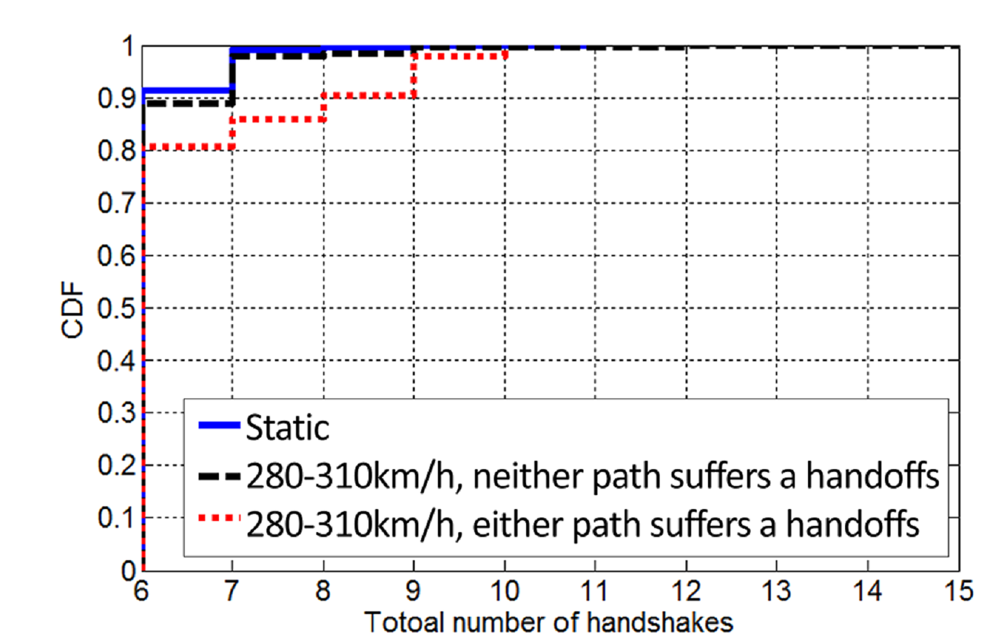 1
0.9
0.8
0.7
0.6
0.5
0.4
0.3
0.2
0.1
0
CDF
Static
280-310km/h, neither path suffers a handoffs
280-310km/h, either path suffers a handoffs
6 7 8 9 10 11 12 13 14 15
Totoal number of handshakes